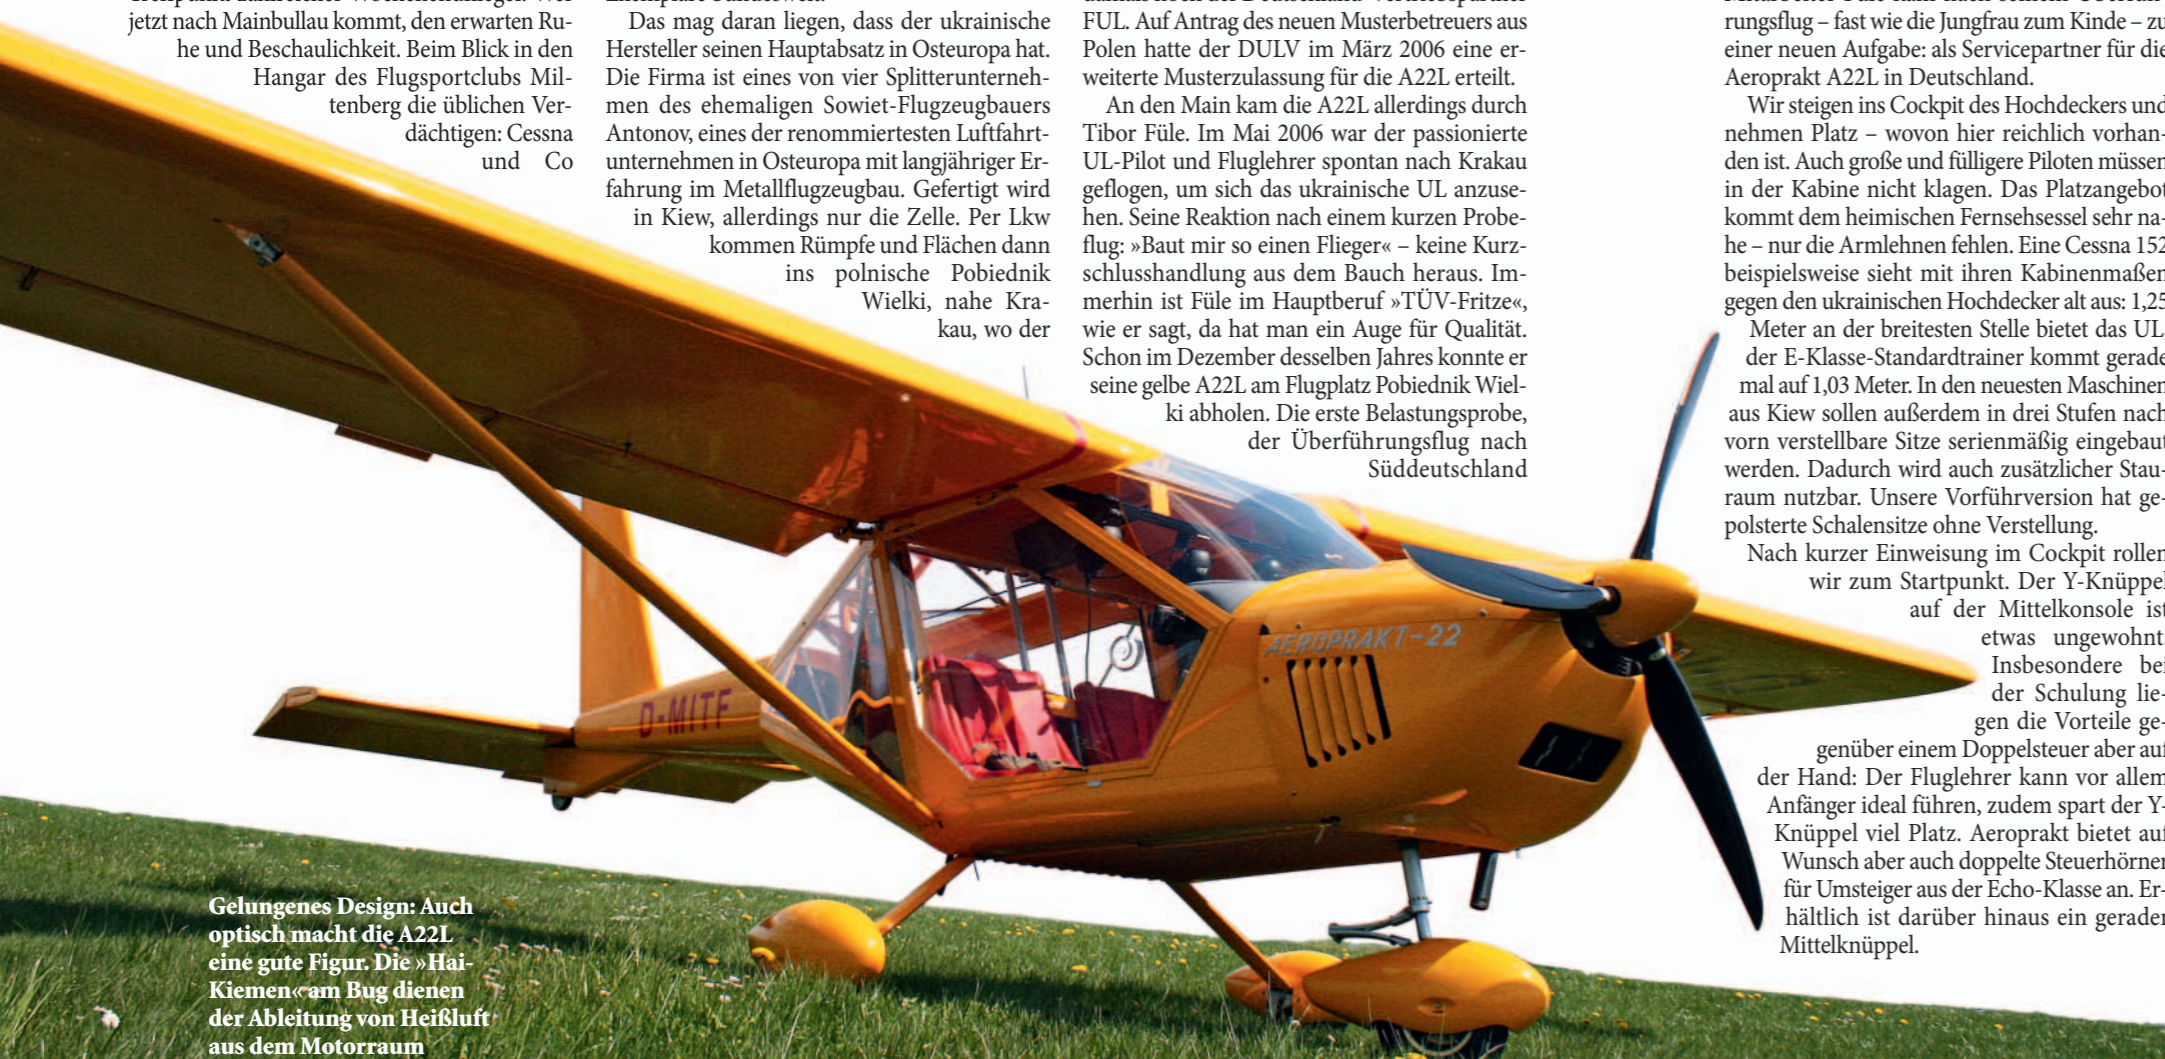 jetzt nach Mainbullau kommt, den erwarten Ru-
he und Beschaulichkeit. Beim Blick in den
Hangar des Flugsportclubs Mil-
tenberg die üblichen Ver-
dächtigen: Cessna
und Co
Das mag daran liegen, dass der ukrainische
Hersteller seinen Hauptabsatz in Osteuropa hat.
Die Firma ist eines von vier Splitterunterneh-
men des ehemaligen Sowiet-Flugzeugbauers
Antonov, eines der renommiertesten Luftfahrt-
unternehmen in Osteuropa mit langjähriger Er-
fahrung im Metallflugzeugbau. Gefertigt wird
in Kiew, allerdings nur die Zelle. Per Lkw
kommen Rümpfe und Flächen dann
ins polnische Pobiednik
Wielki, nahe Kra-
kau, wo der
FUL. Auf Antrag des neuen Musterbetreuers aus
Polen hatte der DULV im März 2006 eine er-
weiterte Musterzulassung für die A22L erteilt.
An den Main kam die A22L allerdings durch
Tibor Füle. Im Mai 2006 war der passionierte
UL-Pilot und Fluglehrer spontan nach Krakau
geflogen, um sich das ukrainische UL anzuse-
hen. Seine Reaktion nach einem kurzen Probe-
flug: »Baut mir so einen Flieger« – keine Kurz-
schlusshandlung aus dem Bauch heraus. Im-
merhin ist Füle im Hauptberuf »TÜV-Fritze«,
wie er sagt, da hat man ein Auge für Qualität.
Schon im Dezember desselben Jahres konnte er
seine gelbe A22L am Flugplatz Pobiednik Wiel-
ki abholen. Die erste Belastungsprobe,
der Überführungsflug nach
Süddeutschland
rungsflug – fast wie die Jungfrau zum Kinde – zu
einer neuen Aufgabe: als Servicepartner für die
Aeroprakt A22L in Deutschland.
Wir steigen ins Cockpit des Hochdeckers und
nehmen Platz – wovon hier reichlich vorhan-
den ist. Auch große und fülligere Piloten müssen
in der Kabine nicht klagen. Das Platzangebot
kommt dem heimischen Fernsehsessel sehr na-
he – nur die Armlehnen fehlen. Eine Cessna 152
beispielsweise sieht mit ihren Kabinenmaßen
gegen den ukrainischen Hochdecker alt aus: 1,25
Meter an der breitesten Stelle bietet das UL,
der E-Klasse-Standardtrainer kommt gerade
mal auf 1,03 Meter. In den neuesten Maschinen
aus Kiew sollen außerdem in drei Stufen nach
vorn verstellbare Sitze serienmäßig eingebaut
werden. Dadurch wird auch zusätzlicher Stau-
raum nutzbar. Unsere Vorführversion hat ge-
polsterte Schalensitze ohne Verstellung.
Nach kurzer Einweisung im Cockpit rollen
wir zum Startpunkt. Der Y-Knüppel
auf der Mittelkonsole ist
etwas ungewohnt.
Insbesondere bei
der Schulung lie-
gen die Vorteile ge-
genüber einem Doppelsteuer aber auf
der Hand: Der Fluglehrer kann vor allem
Anfänger ideal führen, zudem spart der Y-
Knüppel viel Platz. Aeroprakt bietet auf
Wunsch aber auch doppelte Steuerhörner
für Umsteiger aus der Echo-Klasse an. Er-
hältlich ist darüber hinaus ein gerader
Mittelknüppel.
AEROPRAKT-22
D-MITF
Gelungenes Design: Auch
optisch macht die A22L
eine gute Figur. Die »Hai-
Kiemen« am Bug dienen
der Ableitung von Heißluft
aus dem Motorraum